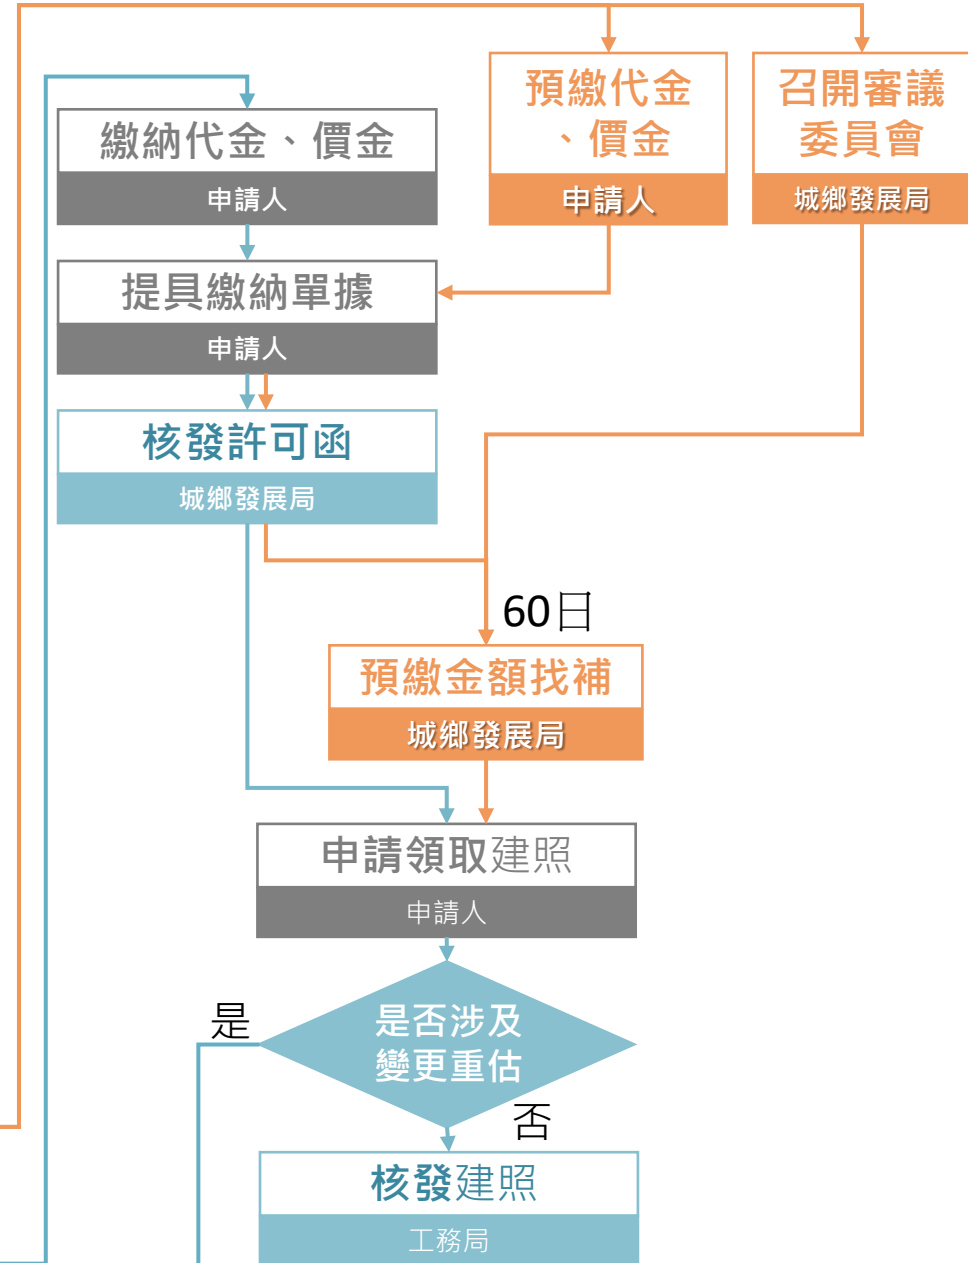 預繳代金
、價金
申請人
召開審議
委員會
城鄉發展局
繳納代金、價金
申請人
提具繳納單據
申請人
核發許可函
城鄉發展局
60日
預繳金額找補
城鄉發展局
申請領取建照
申請人
是否涉及
變更重估
是
否
核發建照
工務局